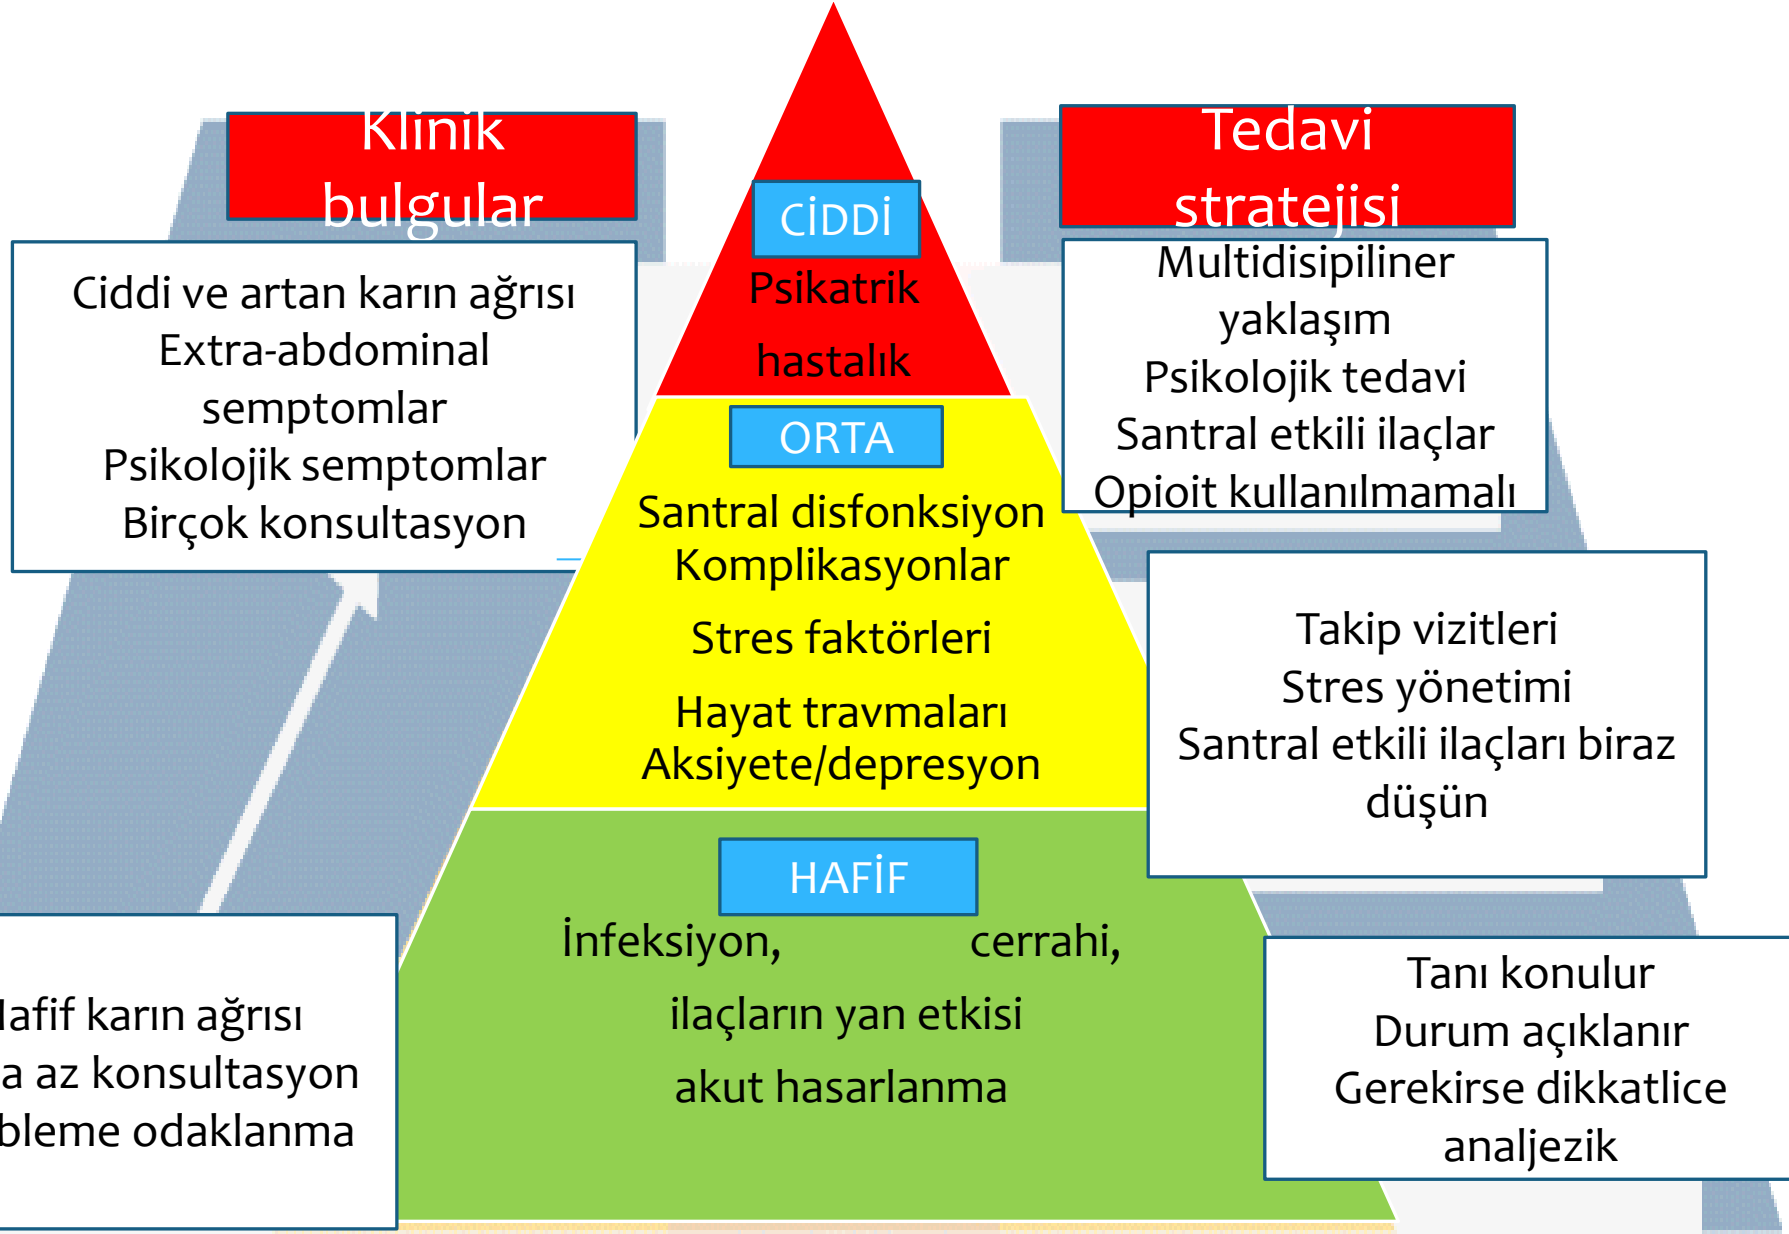 Klinik
bulgular
Ciddi ve artan karın ağrısı
Extra-abdominal
semptomlar
Psikolojik semptomlar
Birçok konsultasyon
karın ağrısı
az konsultasyon
odaklanma
CİDDİ
Psikatrik
hastalık
ORTA
Santral disfonksiyon
Komplikasyonlar
Stres faktörleri
Hayat travmaları
Aksiyete/depresyon
HAFİF
İnfeksiyon, cerrahi,
ilaçların yan etkisi
akut hasarlanma
Tedavi
stratejisi
Multidisipiliner
yaklaşım
Psikolojik tedavi
Santral etkili ilaçlar
Opioit kullanılmamalı
Takip vizitleri
Stres yönetimi
Santral etkili ilaçları biraz
düşün
Tanı konulur
Durum açıklanır
Gerekirse dikkatlice
analjezik